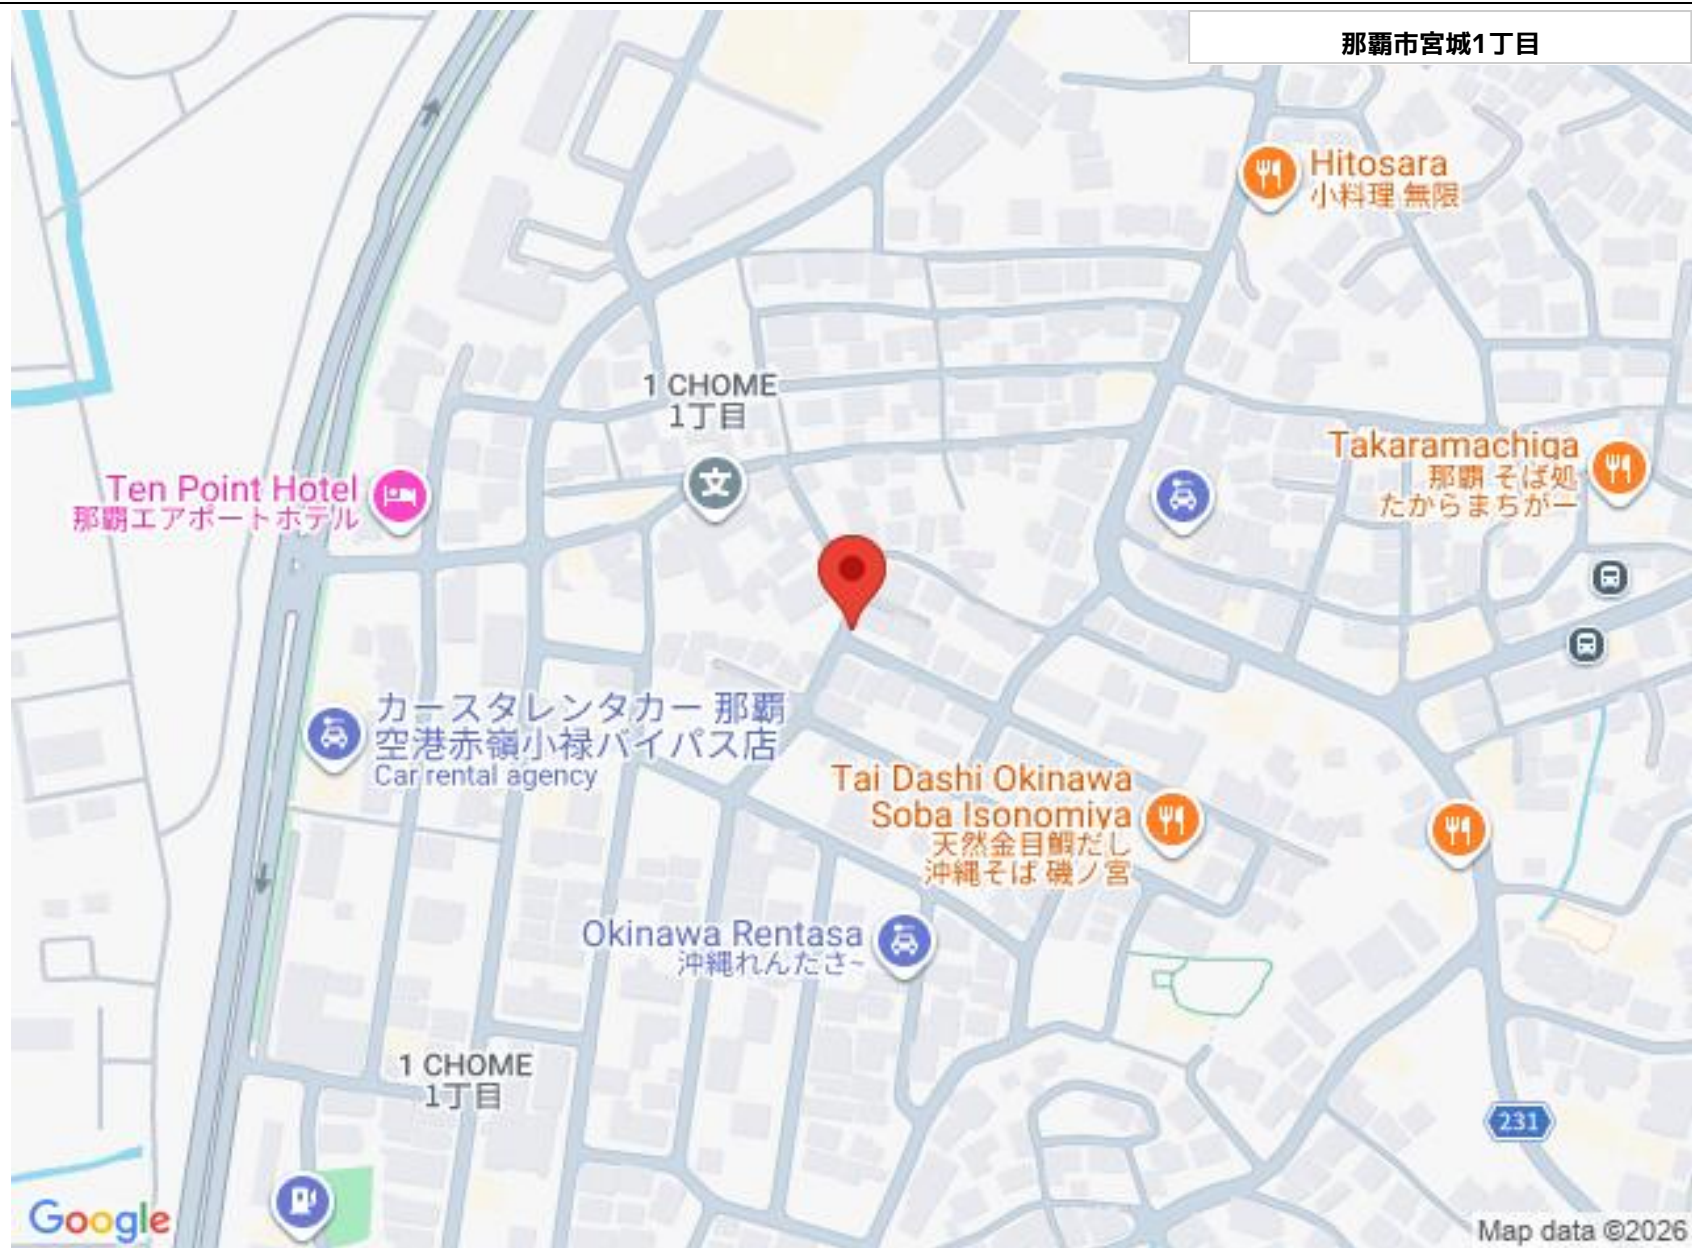 那覇市宮城1丁目
Hitosara
小料理 無限
1 CHOME
1丁目
文
Takaramachiga
那覇 そば処
たからまちがー
Ten Point Hotel
那覇エアポートホテル
カースタレンタカー 那覇
空港赤嶺小禄バイパス店
Car rental agency
Tai Dashi Okinawa
Soba Isonomiya
天然金目鯛だし
沖縄そば 磯ノ宮
Okinawa Rentasa
沖縄れんたさ~
1 CHOME
1丁目
231
Google
Map data ©2026